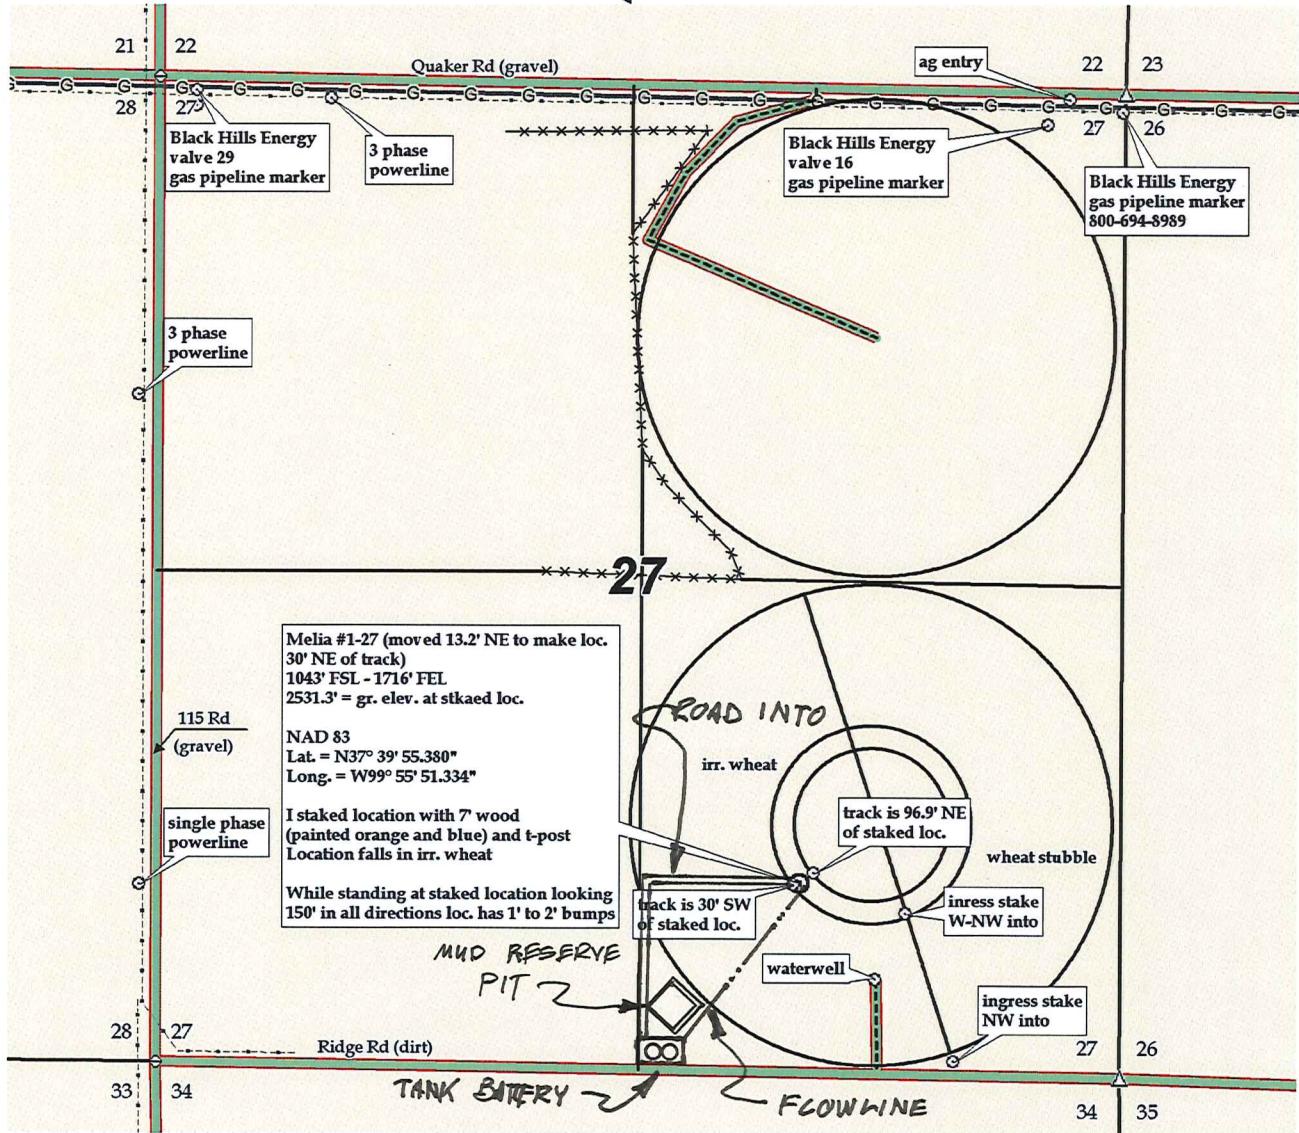 21
22
Quaker Rd (gravel)
ag entry
22
23
G G G G G G G G G G G G G G G G G G G G G G G
28
27
27
26
Black Hills Energy
valve 29
gas pipeline marker
3 phase
powerline
Black Hills Energy
valve 16
gas pipeline marker
Black Hills Energy
gas pipeline marker
800-694-8989
3 phase
powerline
27
Melia #1-27 (moved 13.2' NE to make loc.
30' NE of track)
1043' FSL - 1716' FEL
2531.3' = gr. elev. at stkaed loc.
NAD 83
Lat. = N37° 39' 55.380"
Long. = W99° 55' 51.334"
I staked location with 7' wood
(painted orange and blue) and t-post
Location falls in irr. wheat
While standing at staked location looking
150' in all directions loc. has 1' to 2' bumps
115 Rd
(gravel)
ROAD INTO
irr. wheat
single phase
powerline
track is 96.9' NE
of staked loc.
wheat stubble
track is 30' SW
of staked loc.
inress stake
W-NW into
MUD RESERVE
PIT
waterwell
ingress stake
NW into
28
27
Ridge Rd (dirt)
27
26
33
34
TANK BATTERY
FLOWLINE
34
35